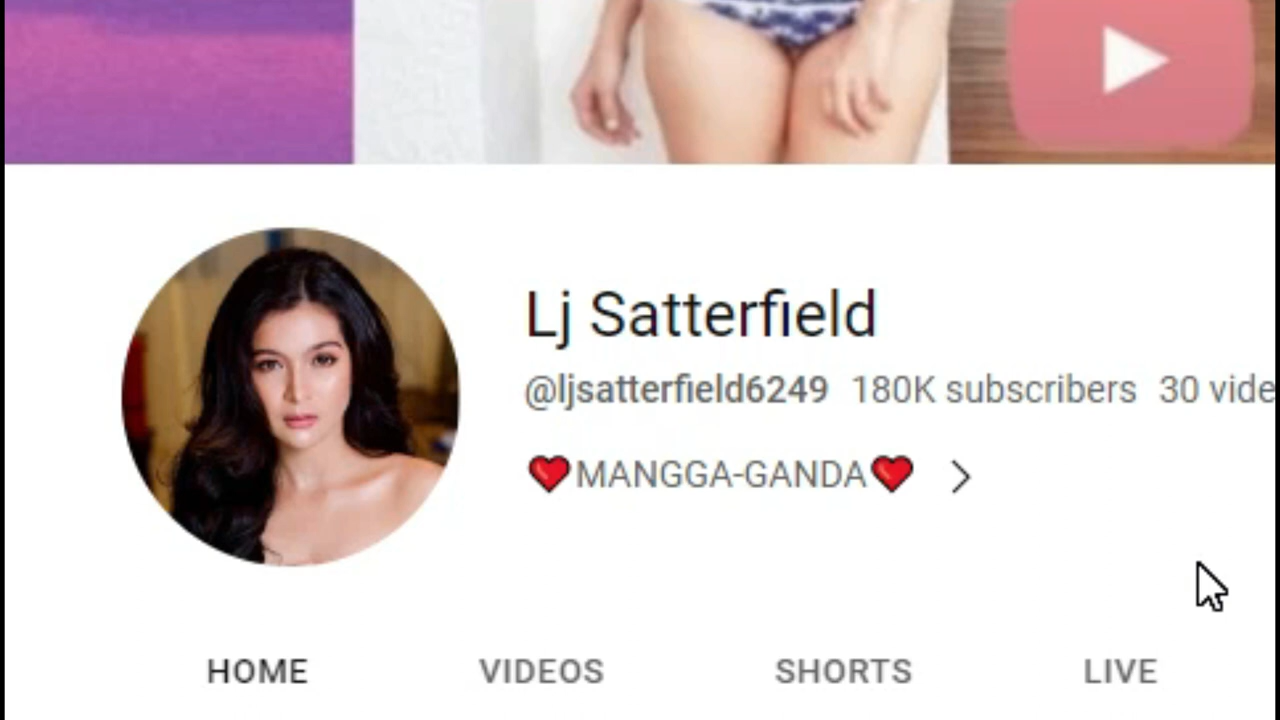 Lj Satterfield
@ljsatterfield6249 180K subscribers 30 vide
❤️MANGGA-GANDA❤️ >
HOME VIDEOS SHORTS LIVE